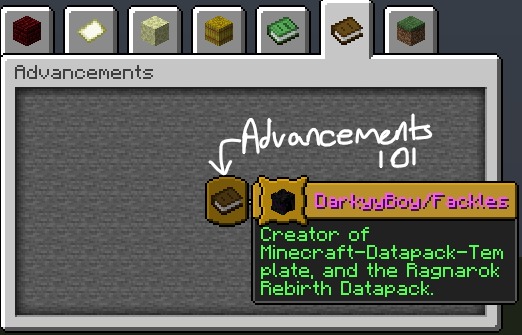 Advancements
Advancements
101
DarkyyBoy/Fackles
Creator of
Minecraft-Datapack-Tem
plate, and the Ragnarok
Rebirth Datapack.